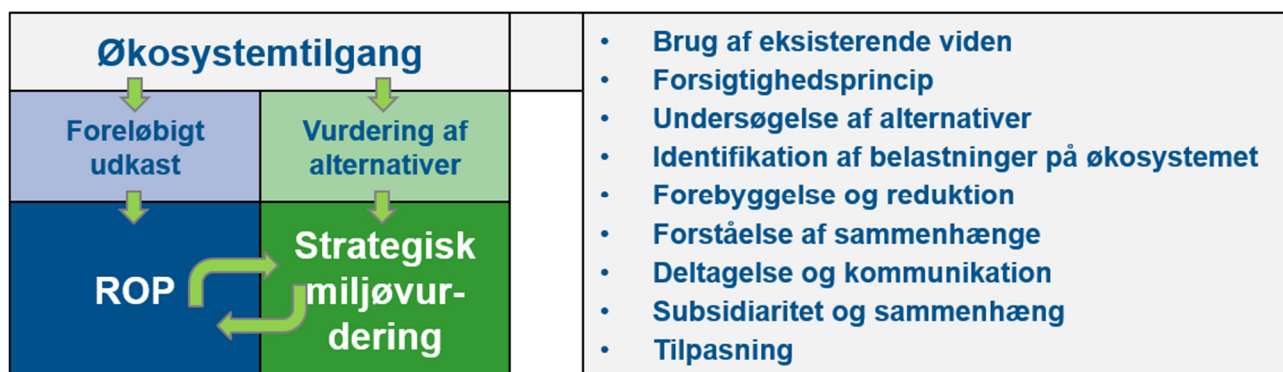 Økosystemtilgang
Foreløbigt
udkast
Vurdering af
alternativer
ROP
Strategisk
miljøvur-
dering
• Brug af eksisterende viden
• Forsigtighedsprincip
• Undersøgelse af alternativer
• Identifikation af belastninger på økosystemet
• Forebyggelse og reduktion
• Forståelse af sammenhænge
• Deltagelse og kommunikation
• Subsidiaritet og sammenhæng
• Tilpasning